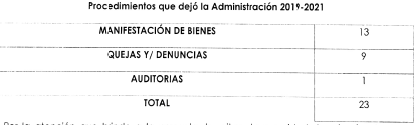 Procedimientos que dejó la Administración 2019-2021
MANIFESTACIÓN DE BIENES 13
QUEJAS Y/ DENUNCIAS 9
AUDITORIAS 1
TOTAL 23